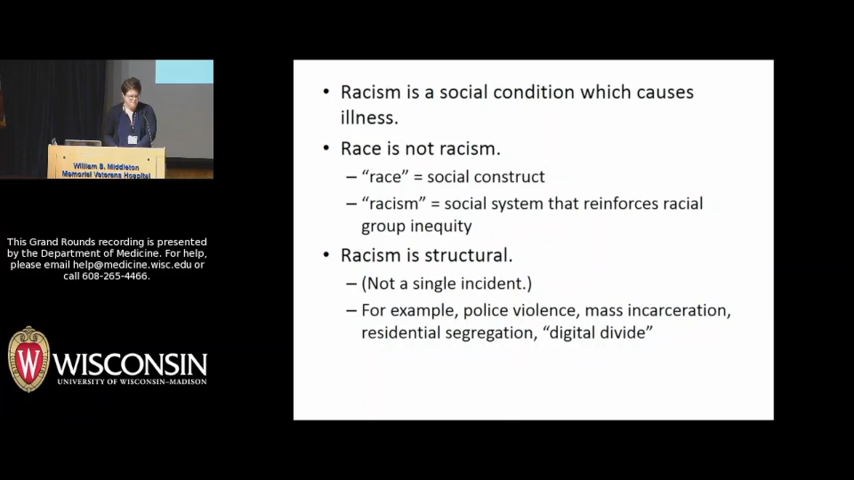 William S. Middleton
Memorial Veterans Hospital
This Grand Rounds recording is presented
by the Department of Medicine. For help,
please email help@medicine.wisc.edu or
call 608-265-4466.
W
WISCONSIN
UNIVERSITY OF WISCONSIN–MADISON
• Racism is a social condition which causes
illness.
• Race is not racism.
– “race” = social construct
– “racism” = social system that reinforces racial
group inequity
• Racism is structural.
– (Not a single incident.)
– For example, police violence, mass incarceration,
residential segregation, “digital divide”